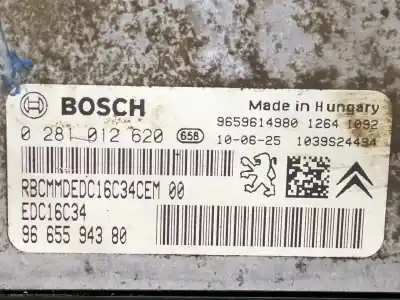 BOSCH
Made in Hungary
9659614980 1264 1092
0 281 012 620 658
10-06-25 1039S24494
RBCMMDEDC16C34CEM 00
EDC16C34
96 655 943 80